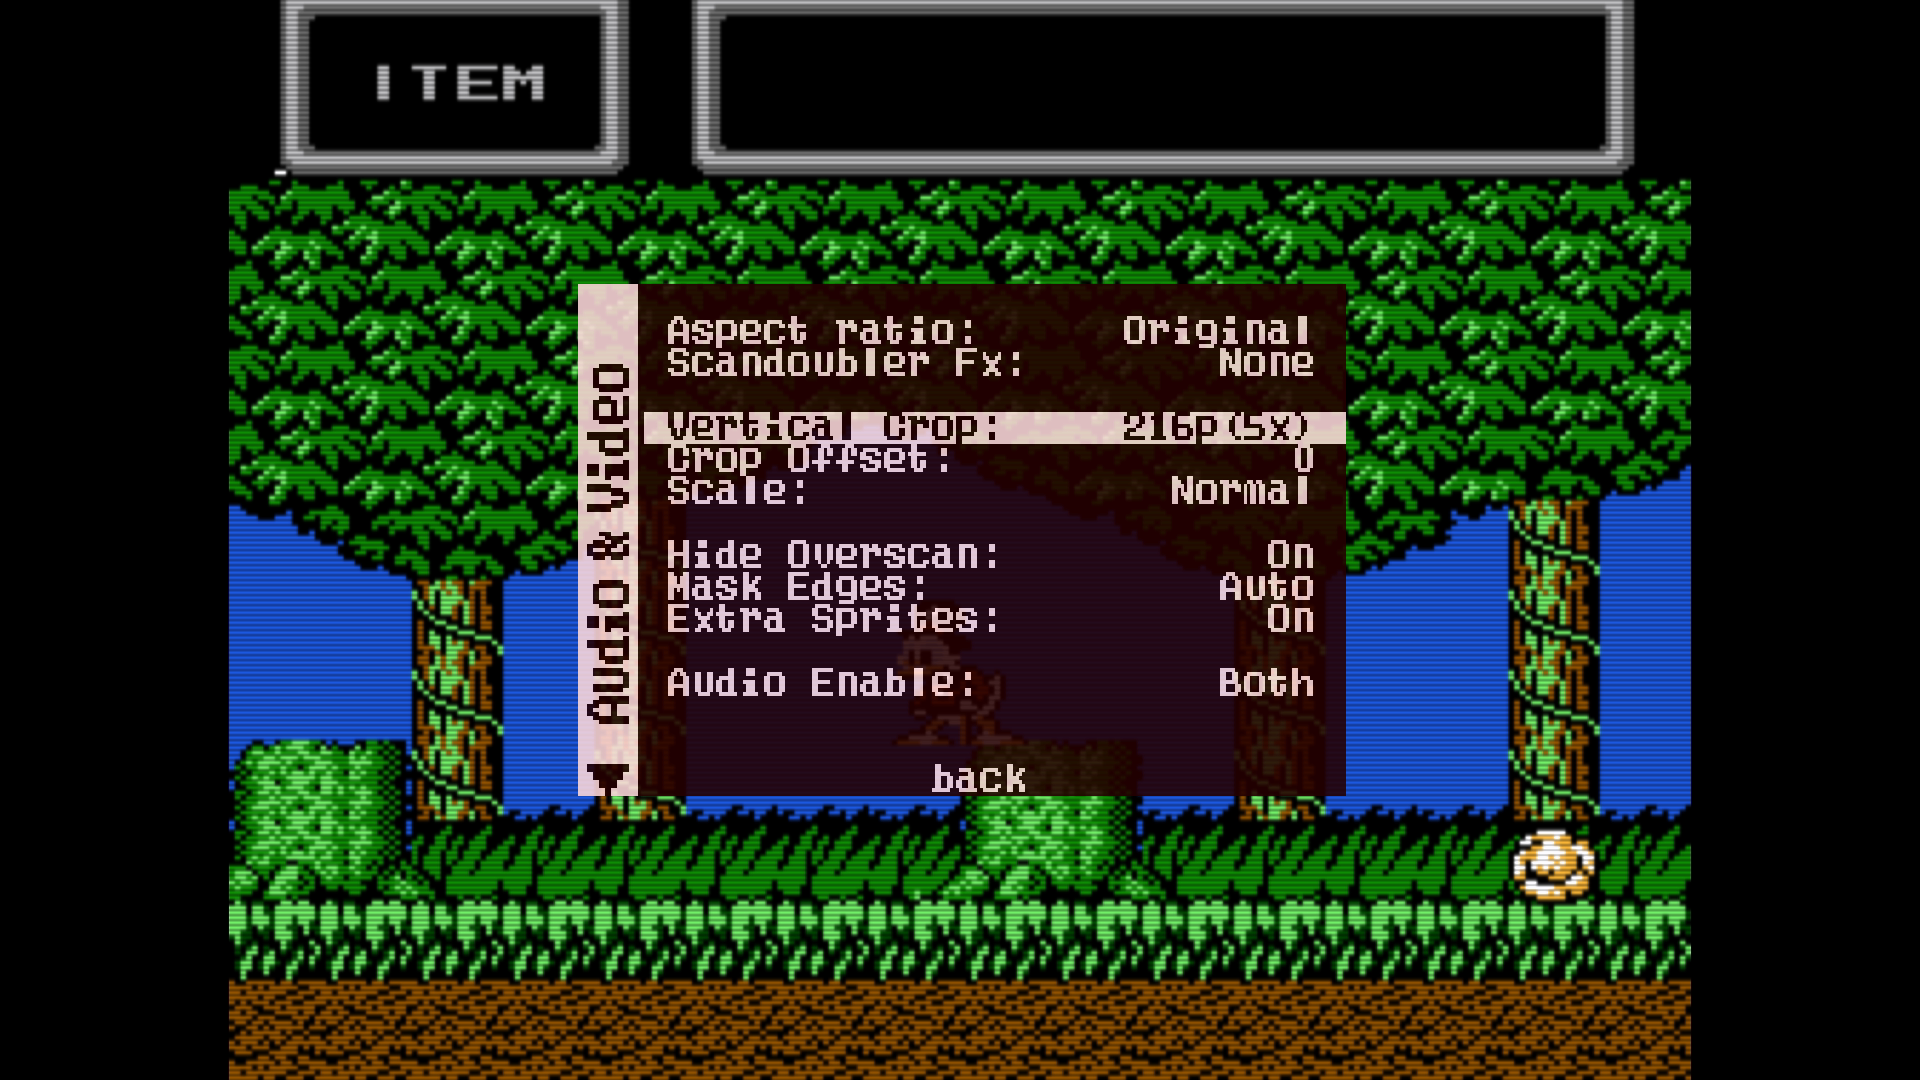 ITEM
Audio & Video
Aspect ratio: Original
Scandoubler Fx: None
Vertical Crop: 216p(5x)
Crop Offset: 0
Scale: Normal
Hide Overscan: On
Mask Edges: Auto
Extra Sprites: On
Audio Enable: Both
back